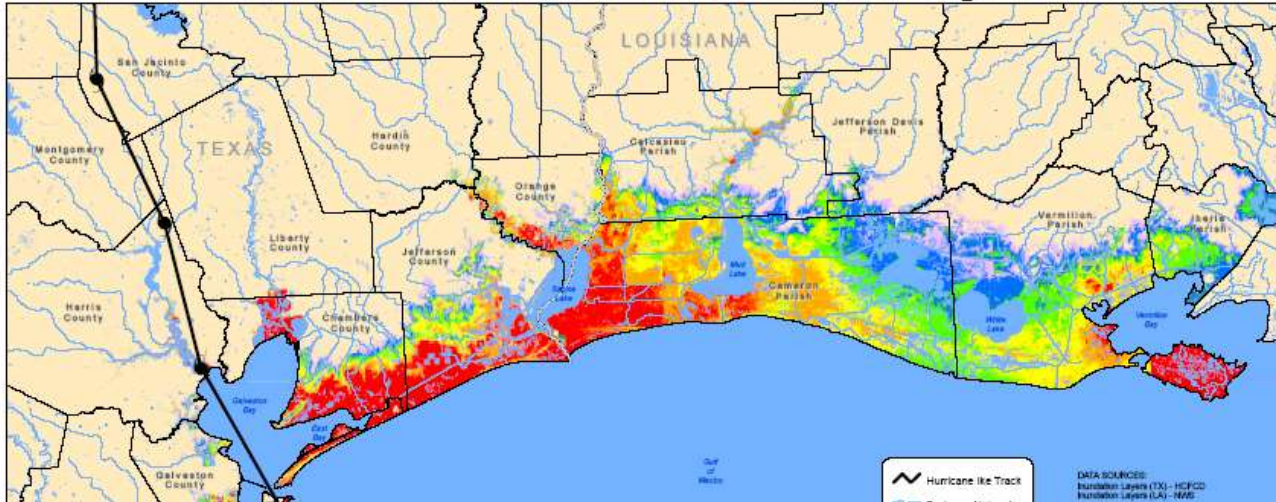 LOUISIANA
San Jacinto
County
Jefferson Davis
Parish
Hardin
County
Calcasieu
Parish
Montgomery
County
TEXAS
Orange
County
Vermilion
Parish
Iberia
Parish
Liberty
County
Jefferson
County
Mud
Lake
Cameron
Parish
Sabine
Lake
Harris
County
Chambers
County
White
Lake
Vermilion
Bay
Galveston
Bay
East
Bay
Gulf
of
Mexico
Galveston
County
Hurricane Ike Track
DATA SOURCES:
Inundation Layers (TX) - HCFCD
Inundation Layers (LA) - NWS